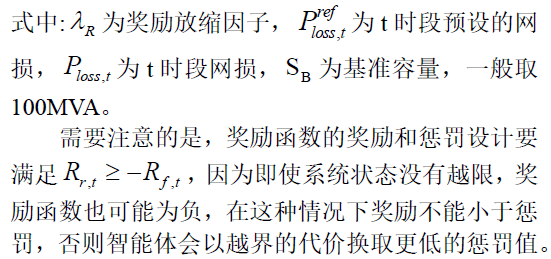 式中: λ_R 为奖励放缩因子， P^{ref}_{loss,t} 为 t 时段预设的网
损， P_{loss,t} 为 t 时段网损， S_B 为基准容量，一般取
100MVA。
需要注意的是，奖励函数的奖励和惩罚设计要
满足 R_{r,t} ≥ -R_{f,t} ，因为即使系统状态没有越限，奖
励函数也可能为负，在这种情况下奖励不能小于惩
罚，否则智能体会以越界的代价换取更低的惩罚值。